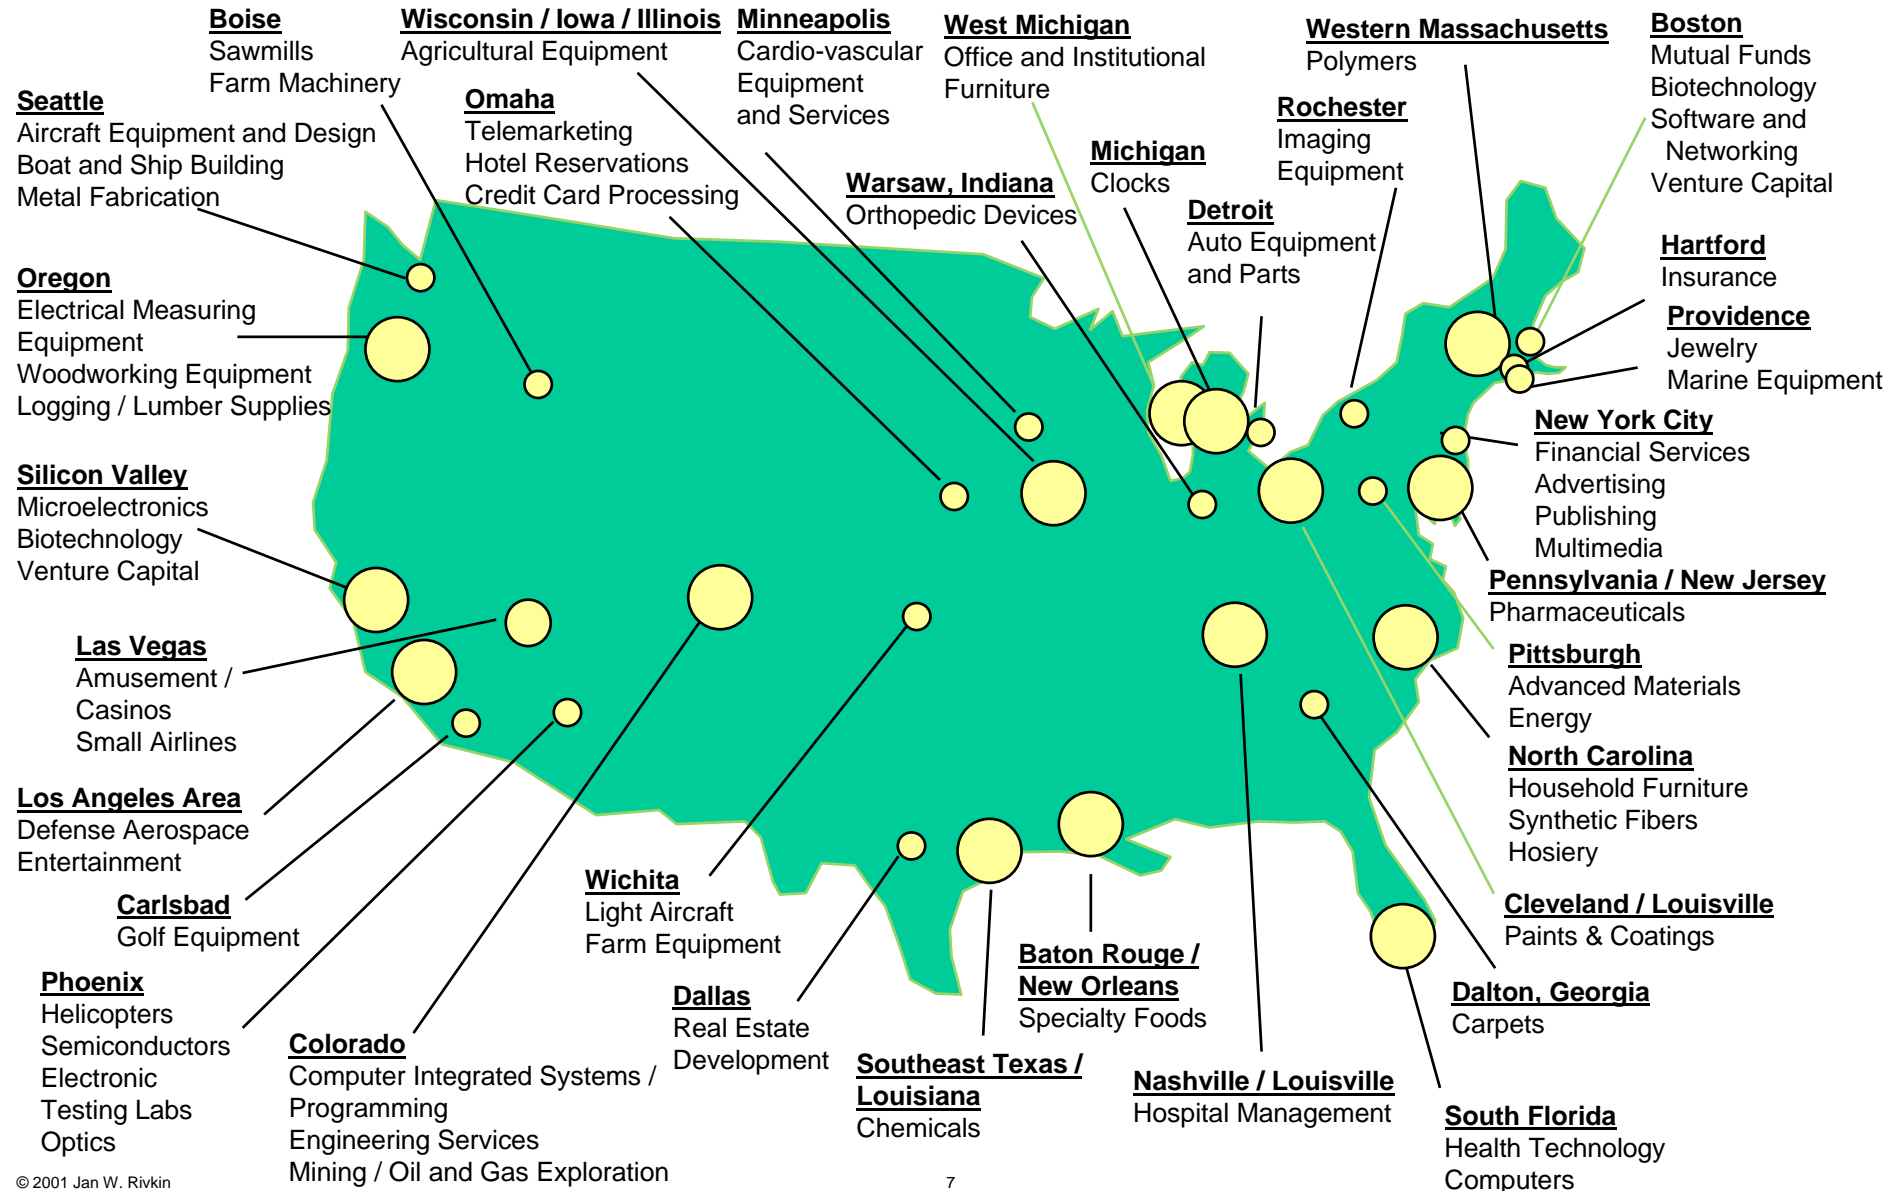 Boise
Sawmills
Farm Machinery
Wisconsin / Iowa / Illinois
Agricultural Equipment
Minneapolis
Cardio-vascular
Equipment
and Services
West Michigan
Office and Institutional
Furniture
Western Massachusetts
Polymers
Boston
Mutual Funds
Biotechnology
Software and
Networking
Venture Capital
Seattle
Aircraft Equipment and Design
Boat and Ship Building
Metal Fabrication
Omaha
Telemarketing
Hotel Reservations
Credit Card Processing
Warsaw, Indiana
Orthopedic Devices
Michigan
Clocks
Rochester
Imaging
Equipment
Detroit
Auto Equipment
and Parts
Hartford
Insurance
Providence
Jewelry
Marine Equipment
Oregon
Electrical Measuring
Equipment
Woodworking Equipment
Logging / Lumber Supplies
New York City
Financial Services
Advertising
Publishing
Multimedia
Silicon Valley
Microelectronics
Biotechnology
Venture Capital
Pennsylvania / New Jersey
Pharmaceuticals
Las Vegas
Amusement /
Casinos
Small Airlines
Pittsburgh
Advanced Materials
Energy
North Carolina
Household Furniture
Synthetic Fibers
Hosiery
Los Angeles Area
Defense Aerospace
Entertainment
Carlsbad
Golf Equipment
Wichita
Light Aircraft
Farm Equipment
Cleveland / Louisville
Paints & Coatings
Baton Rouge /
New Orleans
Specialty Foods
Dalton, Georgia
Carpets
Phoenix
Helicopters
Semiconductors
Electronic
Testing Labs
Optics
Dallas
Real Estate
Development
Colorado
Computer Integrated Systems /
Programming
Engineering Services
Mining / Oil and Gas Exploration
Southeast Texas /
Louisiana
Chemicals
Nashville / Louisville
Hospital Management
South Florida
Health Technology
Computers
© 2001 Jan W. Rivkin
7